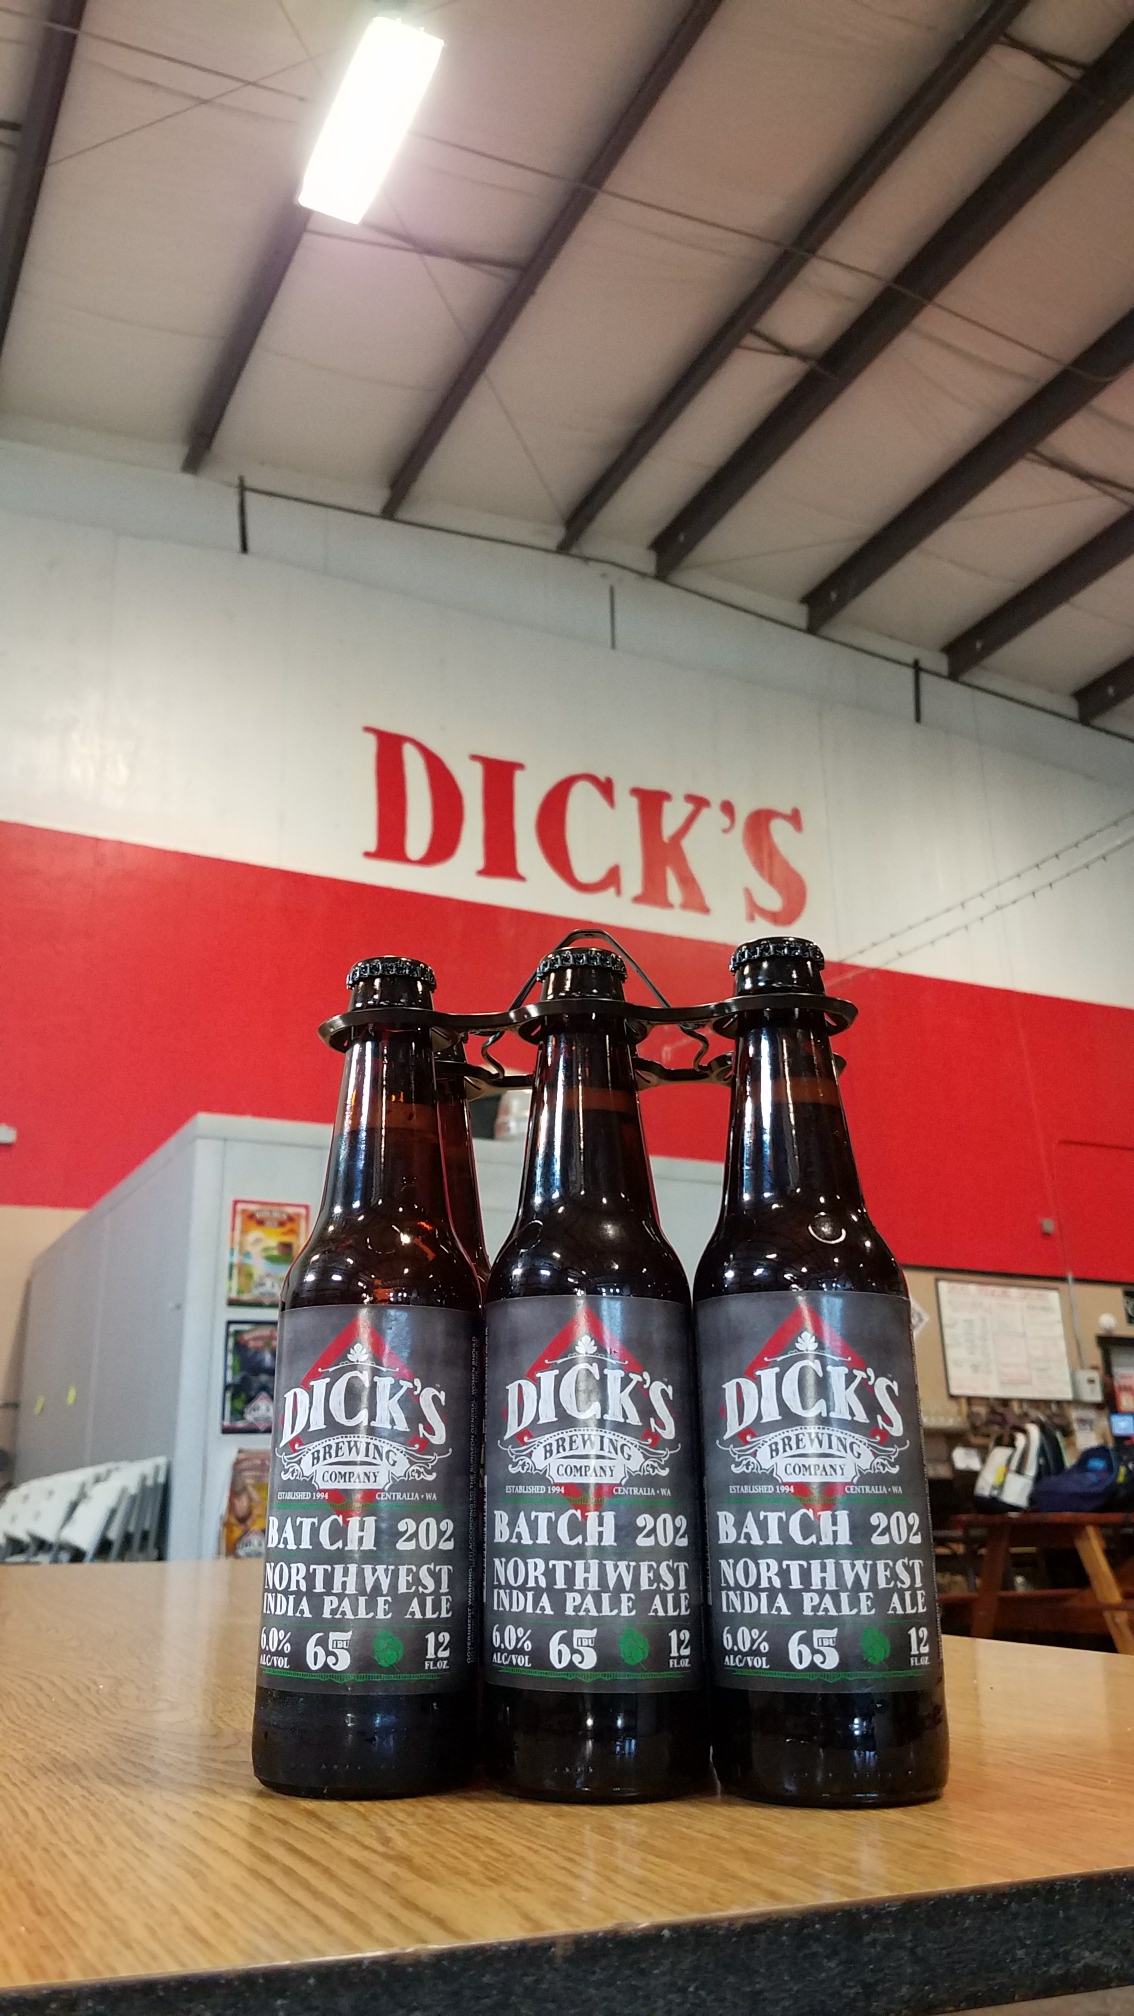 DICK'S
DICK'S
BREWING
COMPANY
ESTABLISHED 1994 CENTRALIA • WA
BATCH 202
NORTHWEST
INDIA PALE ALE
6.0% ALC/VOL 65 IBU 12 FL.OZ.
DICK'S
BREWING
COMPANY
ESTABLISHED 1994 CENTRALIA • WA
BATCH 202
NORTHWEST
INDIA PALE ALE
6.0% ALC/VOL 65 IBU 12 FL.OZ.
DICK'S
BREWING
COMPANY
ESTABLISHED 1994 CENTRALIA • WA
BATCH 202
NORTHWEST
INDIA PALE ALE
6.0% ALC/VOL 65 IBU 12 FL.OZ.